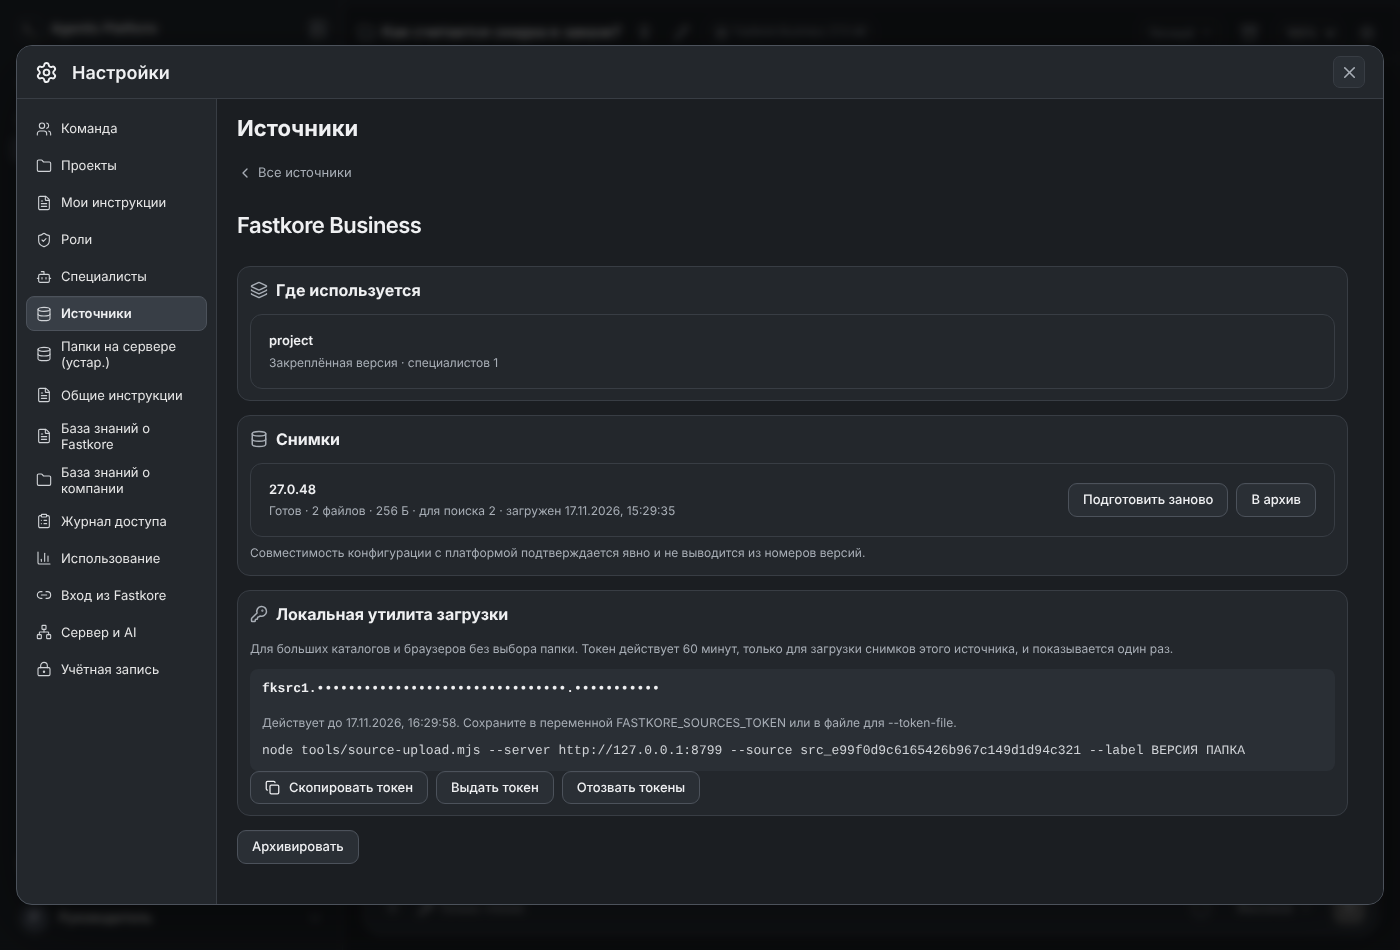 Настройки
Команда
Проекты
Мои инструкции
Роли
Специалисты
Источники
Папки на сервере
(устар.)
Общие инструкции
База знаний о
Fastkore
База знаний о
компании
Журнал доступа
Использование
Вход из Fastkore
Сервер и AI
Учётная запись
Источники
Все источники
Fastkore Business
Где используется
project
Закреплённая версия · специалистов 1
Снимки
27.0.48
Готов · 2 файлов · 256 Б · для поиска 2 · загружен 17.11.2026, 15:29:35
Подготовить заново
В архив
Совместимость конфигурации с платформой подтверждается явно и не выводится из номеров версий.
Локальная утилита загрузки
Для больших каталогов и браузеров без выбора папки. Токен действует 60 минут, только для загрузки снимков этого источника, и показывается один раз.
fksrc1.••••••••••••••••••••••••••••••••.•••••••••••
Действует до 17.11.2026, 16:29:58. Сохраните в переменной FASTKORE_SOURCES_TOKEN или в файле для --token-file.
node tools/source-upload.mjs --server http://127.0.0.1:8799 --source src_e99f0d9c6165426b967c149d1d94c321 --label ВЕРСИЯ ПАПКА
Скопировать токен
Выдать токен
Отозвать токены
Архивировать